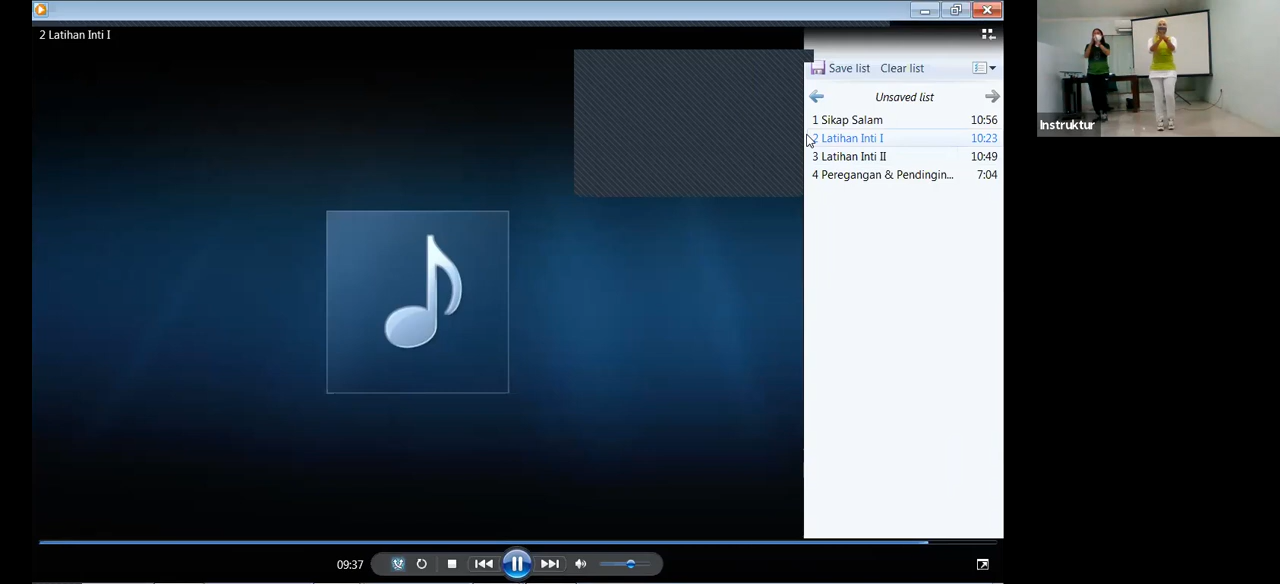 2 Latihan Inti I
Save list
Clear list
Unsaved list
1 Sikap Salam 10:56
2 Latihan Inti I 10:23
3 Latihan Inti II 10:49
4 Peregangan & Pendingin... 7:04
Instruktur
09:37